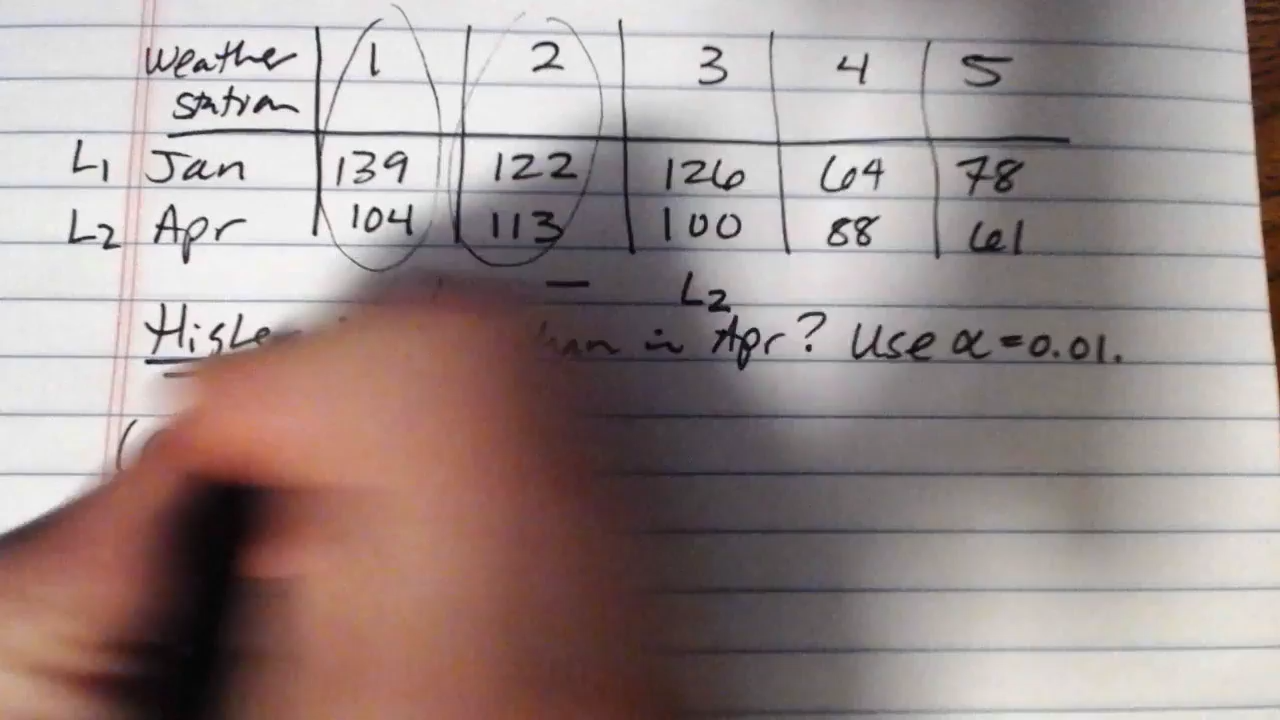 Weather 1 2 3 4 5
station
L1 Jan 139 122 126 64 78
L2 Apr 104 113 100 88 61
— L2
in Apr? Use α=0.01.
(